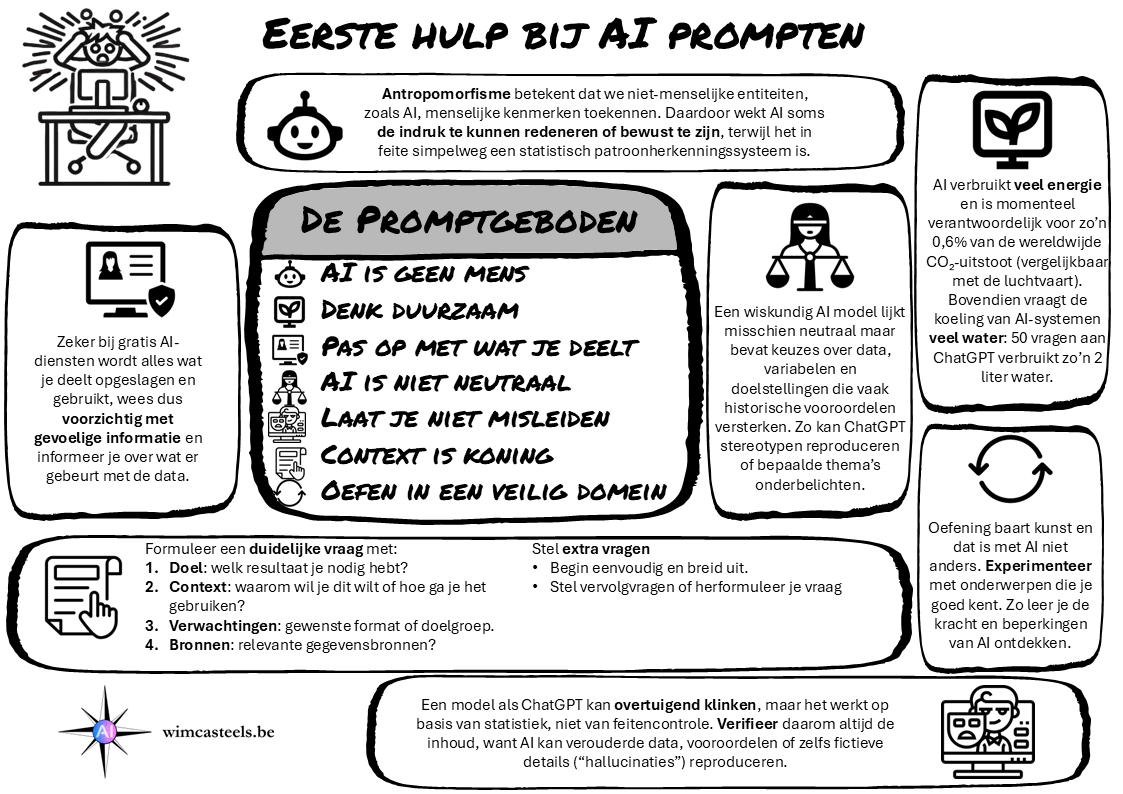 EERSTE HULP BIJ AI PROMPTEN
Antropomorfisme betekent dat we niet-menselijke entiteiten,
zoals AI, menselijke kenmerken toekennen. Daardoor wekt AI soms
de indruk te kunnen redeneren of bewust te zijn, terwijl het in
feite simpelweg een statistisch patroonherkenningssysteem is.
AI verbruikt veel energie
en is momenteel
verantwoordelijk voor zo'n
0,6% van de wereldwijde
CO₂-uitstoot (vergelijkbaar
met de luchtvaart).
Bovendien vraagt de
koeling van AI-systemen
veel water: 50 vragen aan
ChatGPT verbruikt zo'n 2
liter water.
DE PROMPTGEBODEN
AI IS GEEN MENS
DENK DUURZAAM
PAS OP MET WAT JE DEELT
AI IS NIET NEUTRAAL
LAAT JE NIET MISLEIDEN
CONTEXT IS KONING
OEFEN IN EEN VEILIG DOMEIN
Zeker bij gratis AI-
diensten wordt alles wat
je deelt opgeslagen en
gebruikt, wees dus
voorzichtig met
gevoelige informatie en
informeer je over wat er
gebeurt met de data.
Een wiskundig AI model lijkt
misschien neutraal maar
bevat keuzes over data,
variabelen en
doelstellingen die vaak
historische vooroordelen
versterken. Zo kan ChatGPT
stereotypen reproduceren
of bepaalde thema's
onderbelichten.
Oefening baart kunst en
dat is met AI niet
anders. Experimenteer
met onderwerpen die je
goed kent. Zo leer je de
kracht en beperkingen
van AI ontdekken.
Formuleer een duidelijke vraag met:
1. Doel: welk resultaat je nodig hebt?
2. Context: waarom wil je dit wilt of hoe ga je het
gebruiken?
3. Verwachtingen: gewenste format of doelgroep.
4. Bronnen: relevante gegevensbronnen?
Stel extra vragen
• Begin eenvoudig en breid uit.
• Stel vervolgvragen of herformuleer je vraag
AI
wimcasteels.be
Een model als ChatGPT kan overtuigend klinken, maar het werkt op
basis van statistiek, niet van feitencontrole. Verifieer daarom altijd de
inhoud, want AI kan verouderde data, vooroordelen of zelfs fictieve
details ("hallucinaties") reproduceren.